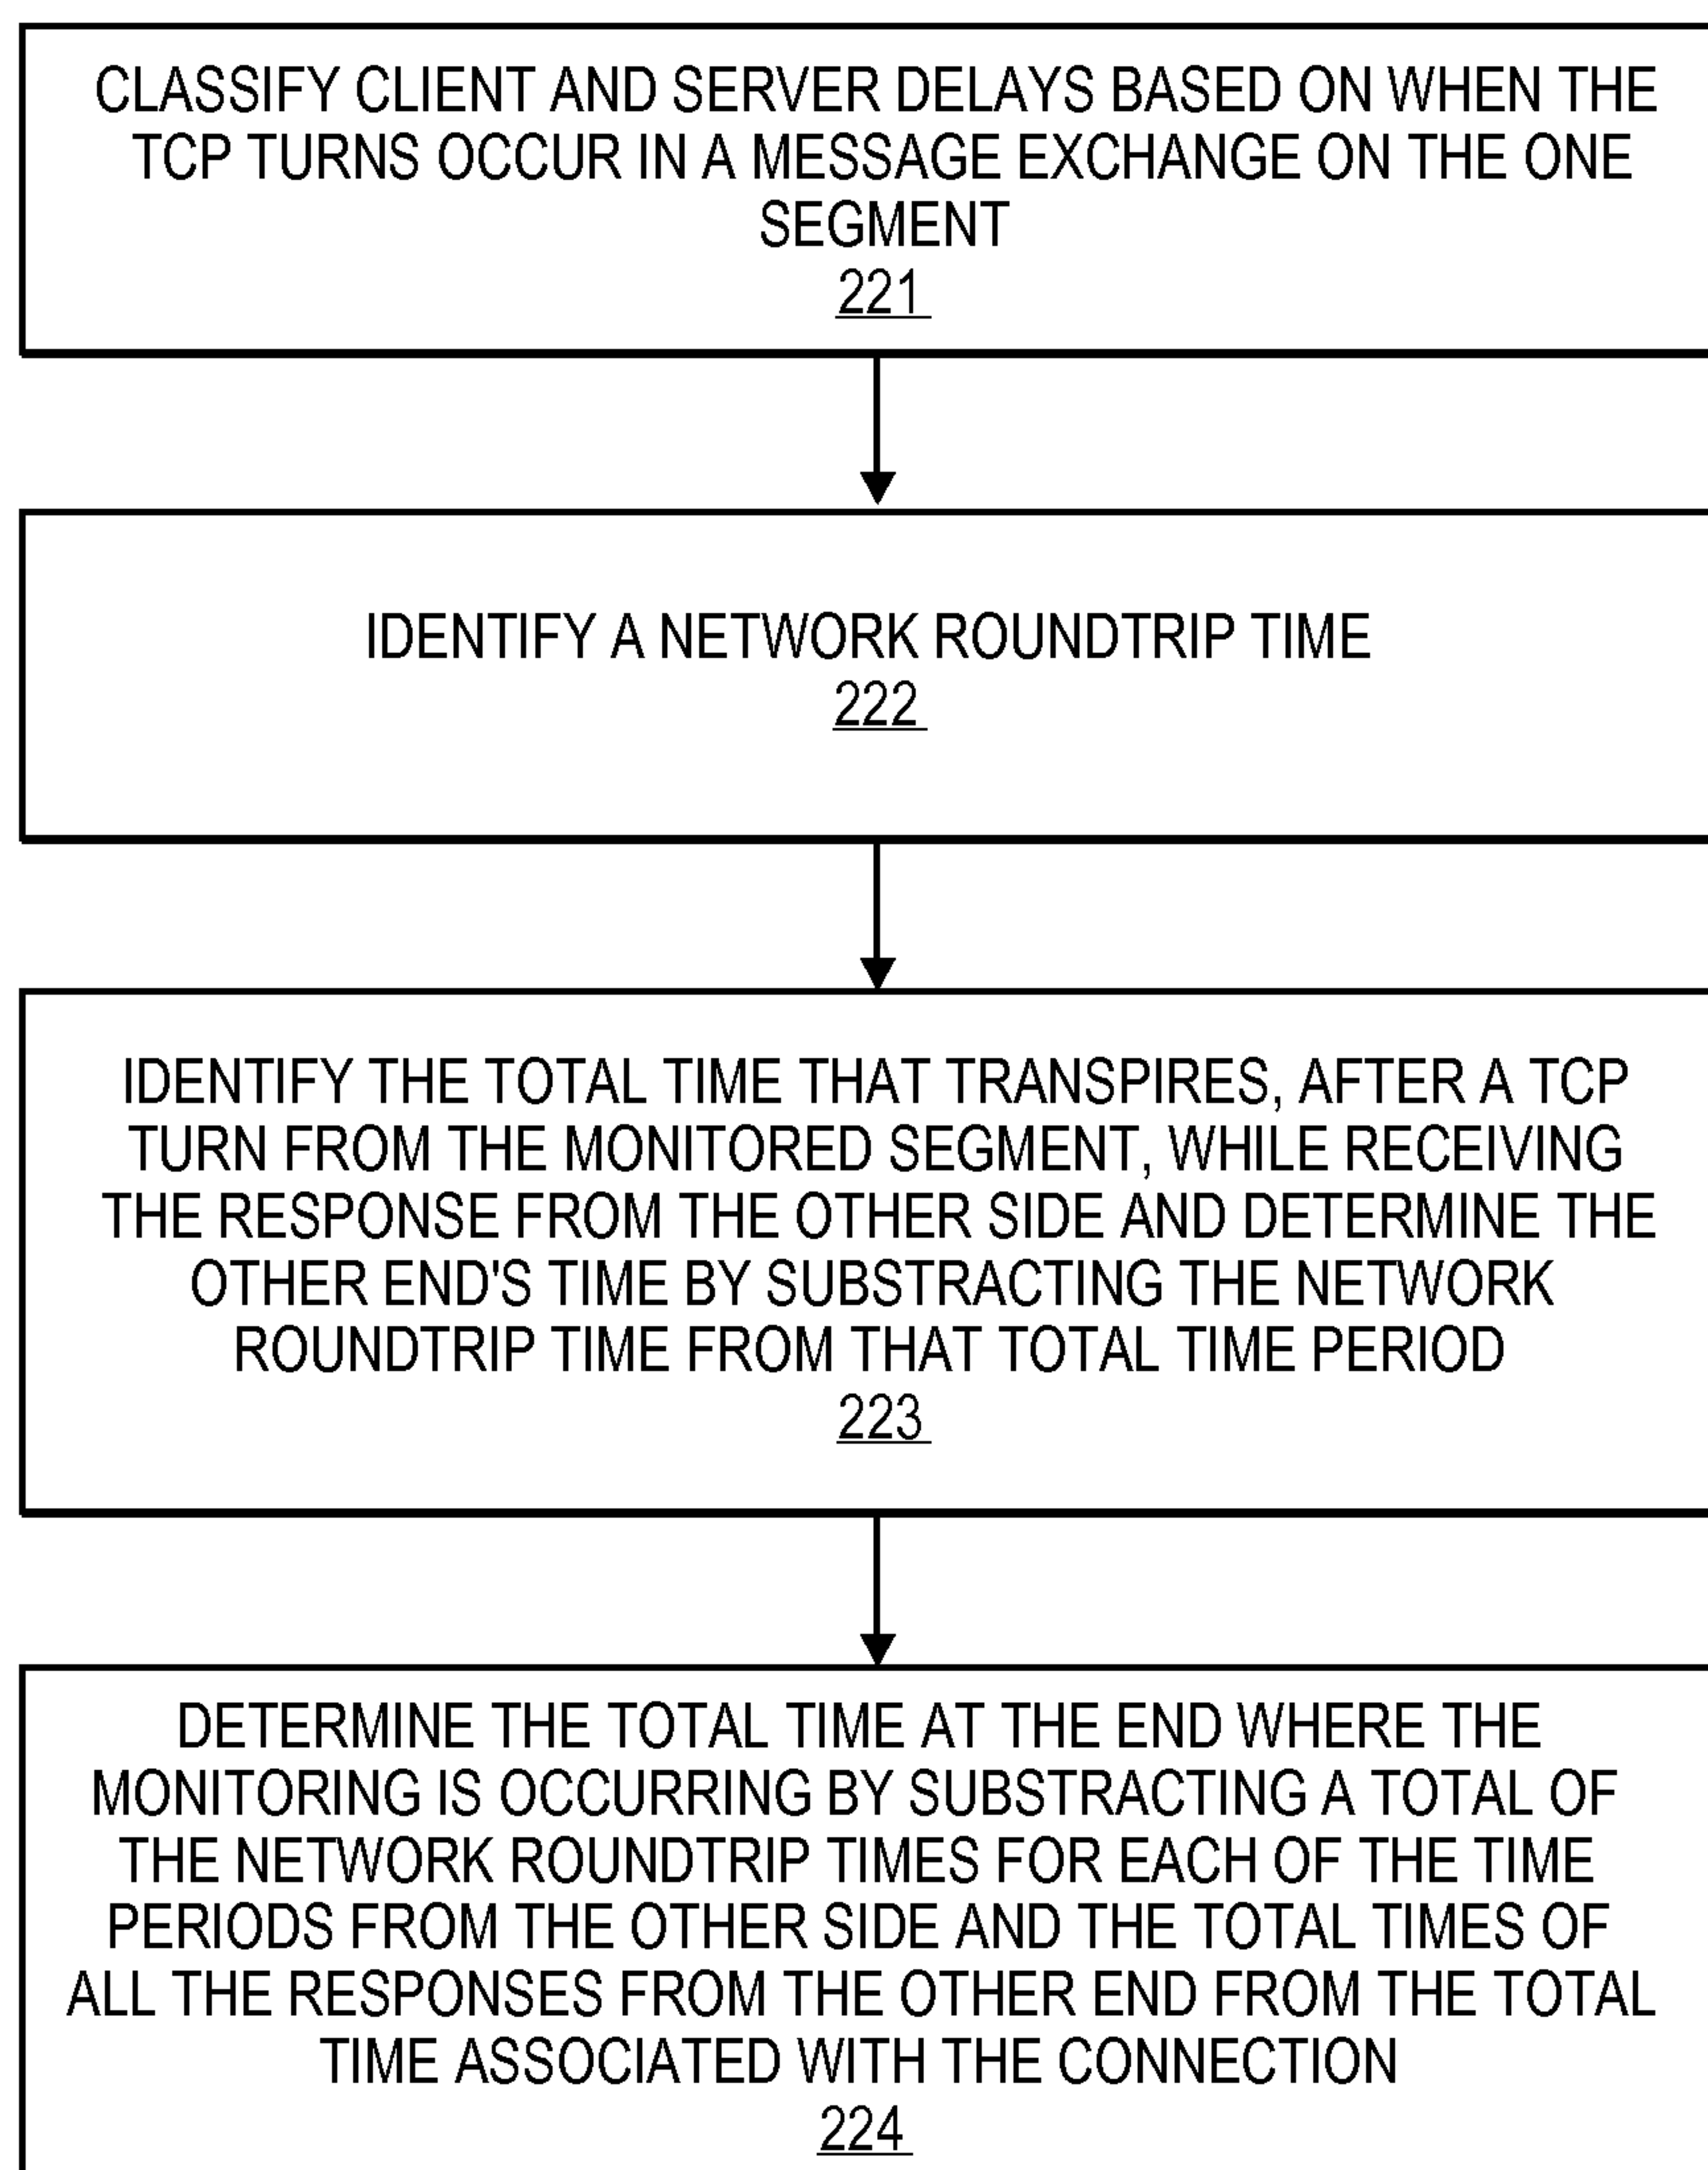 CLASSIFY CLIENT AND SERVER DELAYS BASED ON WHEN THE
TCP TURNS OCCUR IN A MESSAGE EXCHANGE ON THE ONE
SEGMENT
221
IDENTIFY A NETWORK ROUNDTRIP TIME
222
IDENTIFY THE TOTAL TIME THAT TRANSPIRES, AFTER A TCP
TURN FROM THE MONITORED SEGMENT, WHILE RECEIVING
THE RESPONSE FROM THE OTHER SIDE AND DETERMINE THE
OTHER END'S TIME BY SUBSTRACTING THE NETWORK
ROUNDTRIP TIME FROM THAT TOTAL TIME PERIOD
223
DETERMINE THE TOTAL TIME AT THE END WHERE THE
MONITORING IS OCCURRING BY SUBSTRACTING A TOTAL OF
THE NETWORK ROUNDTRIP TIMES FOR EACH OF THE TIME
PERIODS FROM THE OTHER SIDE AND THE TOTAL TIMES OF
ALL THE RESPONSES FROM THE OTHER END FROM THE TOTAL
TIME ASSOCIATED WITH THE CONNECTION
224